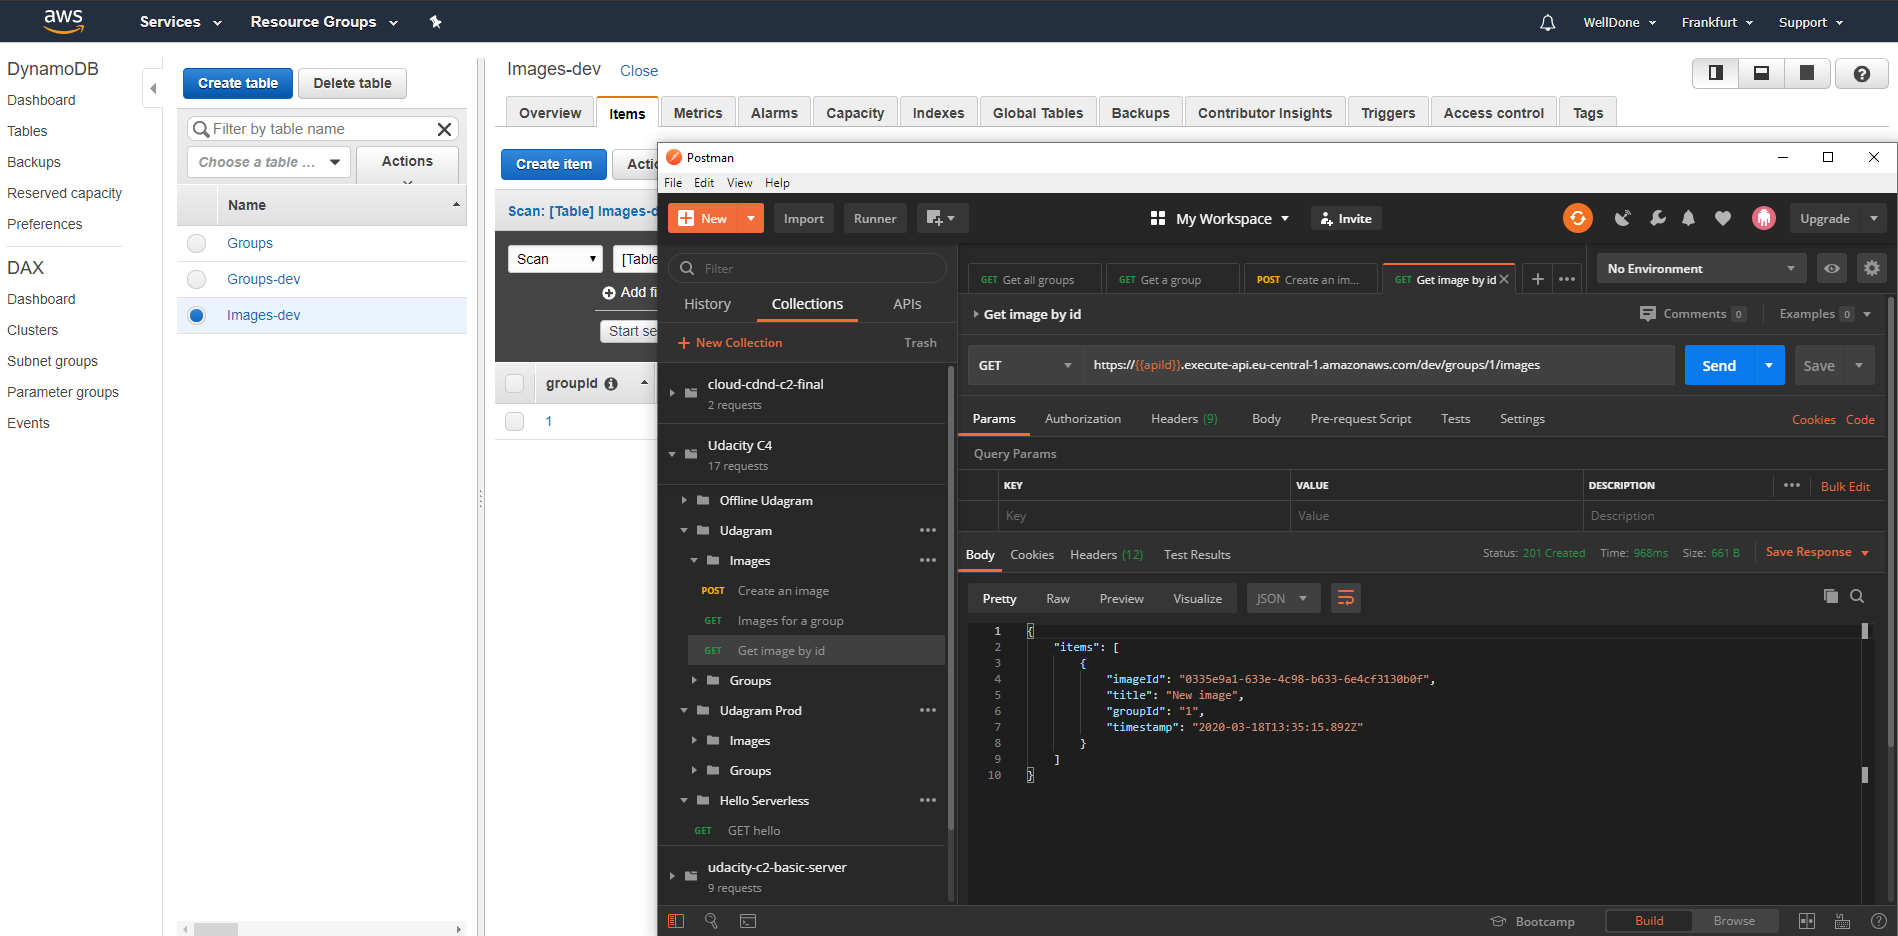 aws
Services
Resource Groups
WellDone
Frankfurt
Support
DynamoDB
Dashboard
Tables
Backups
Reserved capacity
Preferences
DAX
Dashboard
Clusters
Subnet groups
Parameter groups
Events
Create table
Delete table
Filter by table name
Choose a table ...
Actions
Name
Groups
Groups-dev
Images-dev
Images-dev Close
Overview
Items
Metrics
Alarms
Capacity
Indexes
Global Tables
Backups
Contributor Insights
Triggers
Access control
Tags
Create item
Actio
Scan: [Table] Images-d
Scan
[Table
Add fi
Start se
groupId
1
Postman
File Edit View Help
New
Import
Runner
My Workspace
Invite
Upgrade
Filter
History
Collections
APIs
New Collection
Trash
cloud-cdnd-c2-final
2 requests
Udacity C4
17 requests
Offline Udagram
Udagram
Images
POST Create an image
GET Images for a group
GET Get image by id
Groups
Udagram Prod
Images
Groups
Hello Serverless
GET GET hello
udacity-c2-basic-server
9 requests
GET Get all groups
GET Get a group
POST Create an im...
GET Get image by id
No Environment
Get image by id
Comments 0
Examples 0
GET
https://{{apiId}}.execute-api.eu-central-1.amazonaws.com/dev/groups/1/images
Send
Save
Params
Authorization
Headers (9)
Body
Pre-request Script
Tests
Settings
Cookies Code
Query Params
KEY VALUE DESCRIPTION
Bulk Edit
Key Value Description
Body Cookies Headers (12) Test Results
Status: 201 Created Time: 968ms Size: 661 B
Save Response
Pretty Raw Preview Visualize
JSON
1 {
2 "items": [
3 {
4 "imageId": "0335e9a1-633e-4c98-b633-6e4cf3130b0f",
5 "title": "New image",
6 "groupId": "1",
7 "timestamp": "2020-03-18T13:35:15.892Z"
8 }
9 ]
10 }
Bootcamp
Build
Browse